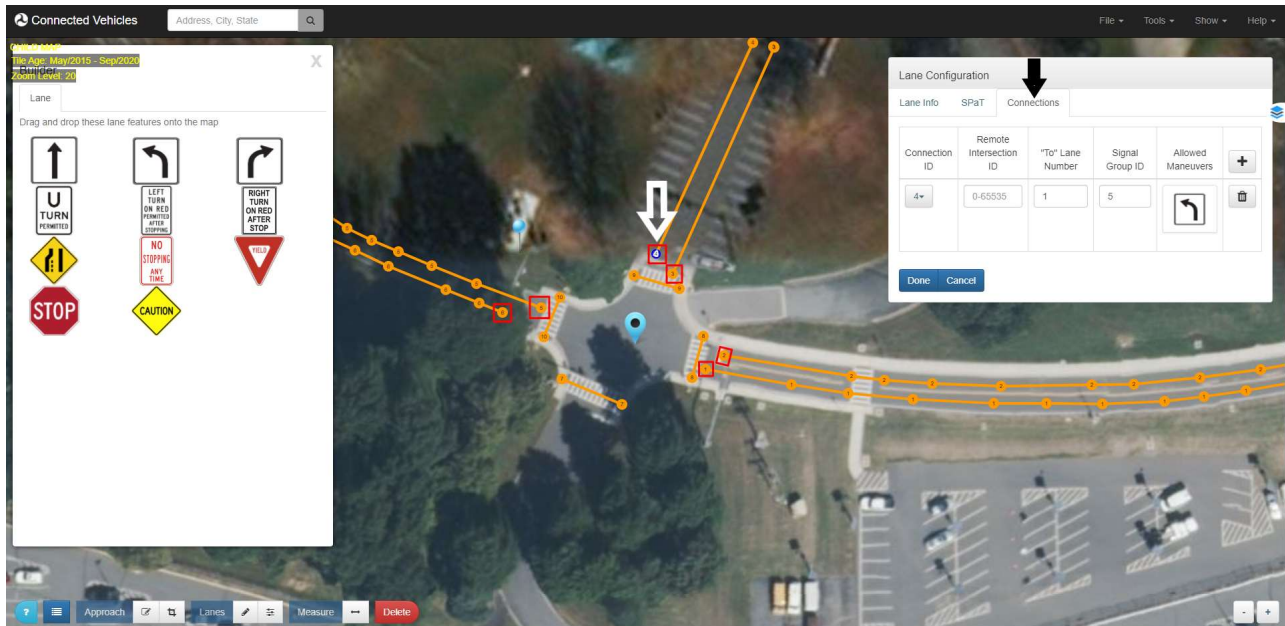 Connected Vehicles
Address, City, State
File
Tools
Show
Help
CHILD MAP
Tile Age: May/2015 - Sep/2020
Zoom Level: 20
Builder
X
Lane
Drag and drop these lane features onto the map
U
TURN
PERMITTED
LEFT
TURN
ON RED
PERMITTED
AFTER
STOPPING
RIGHT
TURN
ON RED
AFTER
STOP
NO
STOPPING
ANY
TIME
YIELD
STOP
CAUTION
Lane Configuration
Lane Info SPaT Connections
Connection ID
Remote Intersection ID
"To" Lane Number
Signal Group ID
Allowed Maneuvers
+
4
0-65535
1
5
Done Cancel
? Approach Lanes Measure Delete
- +